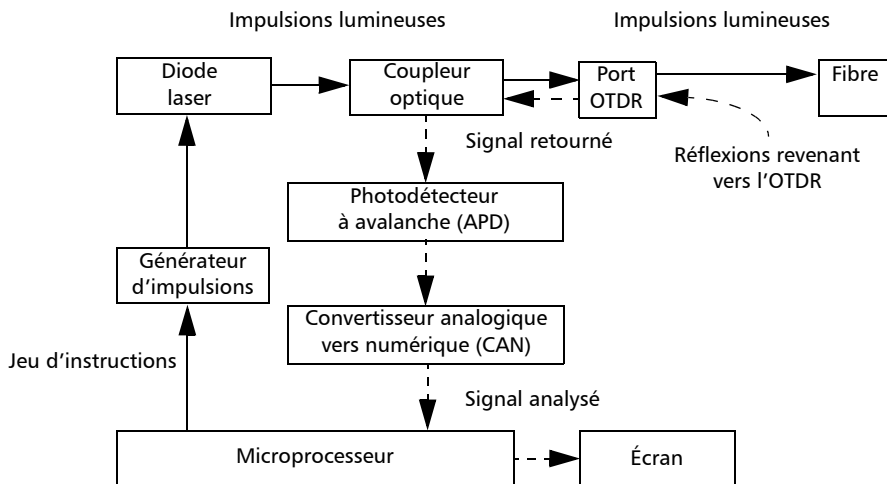 Impulsions lumineuses
Impulsions lumineuses
Diode
laser
Coupleur
optique
Port
OTDR
Fibre
Signal retourné
Réflexions revenant
vers l'OTDR
Photodétecteur
à avalanche (APD)
Générateur
d'impulsions
Convertisseur analogique
vers numérique (CAN)
Jeu d'instructions
Signal analysé
Microprocesseur
Écran